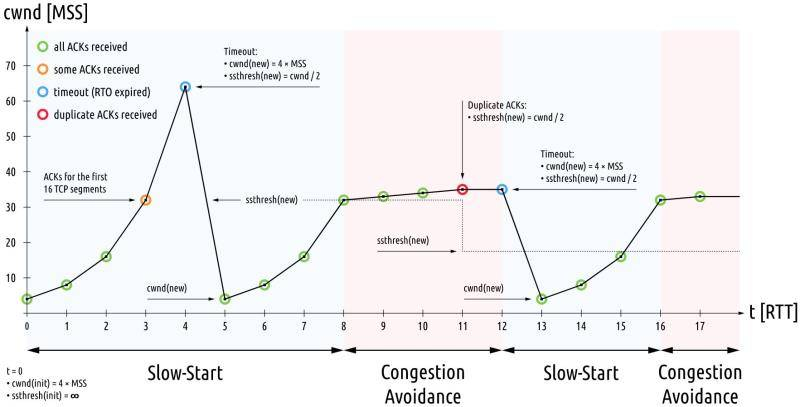 cwnd [MSS]
all ACKs received
some ACKs received
timeout (RTO expired)
duplicate ACKs received
Timeout:
• cwnd(new) = 4 × MSS
• ssthresh(new) = cwnd / 2
Duplicate ACKs:
• ssthresh(new) = cwnd / 2
Timeout:
• cwnd(new) = 4 × MSS
• ssthresh(new) = cwnd / 2
ACKs for the first
16 TCP segments
ssthresh(new)
ssthresh(new)
cwnd(new)
cwnd(new)
70
60
50
40
30
20
10
0 1 2 3 4 5 6 7 8 9 10 11 12 13 14 15 16 17
t [RTT]
Slow-Start
Congestion
Avoidance
Slow-Start
Congestion
Avoidance
t = 0
• cwnd(init) = 4 × MSS
• ssthresh(init) = ∞